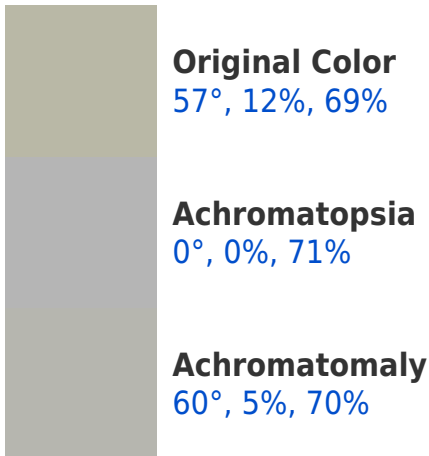 Original Color
57°, 12%, 69%
Achromatopsia
0°, 0%, 71%
Achromatomaly
60°, 5%, 70%